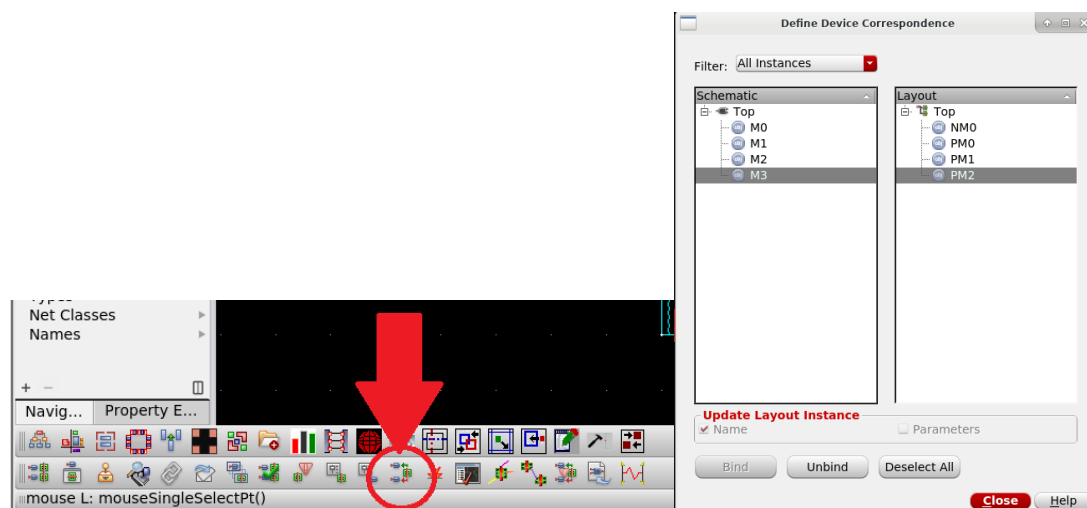 Types
Net Classes
Names
+ −
Navig... Property E...
mouse L: mouseSingleSelectPt()
Define Device Correspondence
Filter: All Instances
Schematic
Top
M0
M1
M2
M3
Layout
Top
NM0
PM0
PM1
PM2
Update Layout Instance
Name Parameters
Bind Unbind Deselect All
Close Help